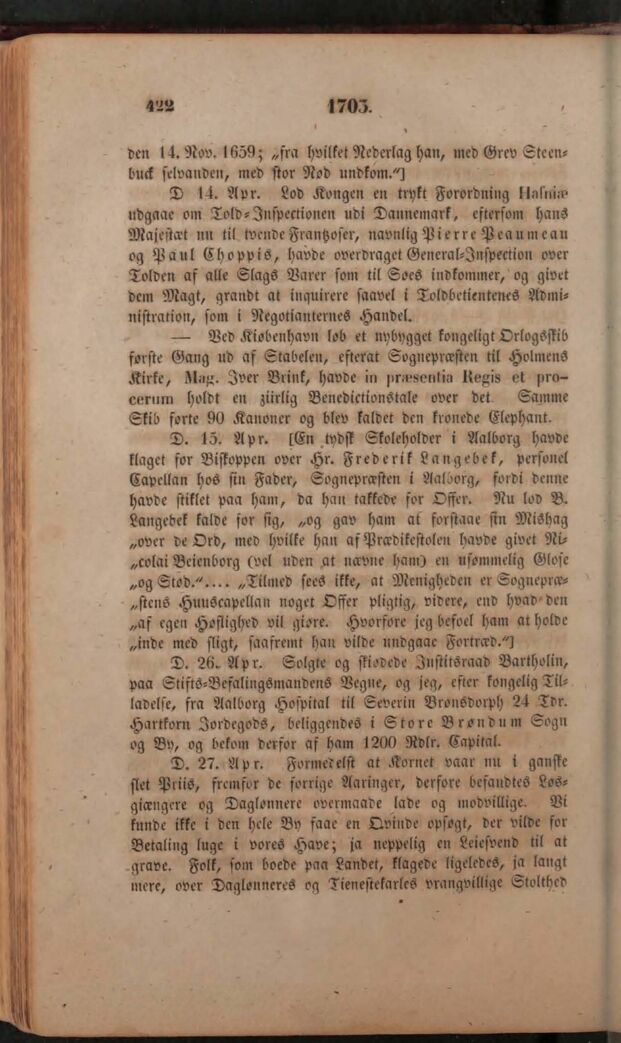 422 1703.
den 14. Nov. 1659; „fra hvilket Nederlag han, med Grev Steen-
buck selvanden, med stor Nød undkom."]
D 14. Apr. Lod Kongen en trykt Forordning Hafniæ
udgaae om Told-Inspectionen udi Dannemark, eftersom hans
Majestæt nu til tvende Frantzoser, navnlig Pierre Peaumeau
og Paul Choppis, havde overdraget General-Inspection over
Tolden af alle Slags Varer som til Søes indkommer, og givet
dem Magt, grandt at inquirere saavel i Toldbetientenes Admi-
nistration, som i Negotianternes Handel.
— Ved Kiøbenhavn løb et nybygget kongeligt Orlogsskib
første Gang ud af Stabelen, efterat Sognepræsten til Holmens
Kirke, Mag. Iver Brink, havde in præsentia Regis et pro-
cerum holdt en ziirlig Benedictionstale over det. Samme
Skib førte 90 Kanoner og blev kaldet den kronede Elephant.
D. 15. Apr. [En tydsk Skoleholder i Aalborg havde
klaget for Biskoppen over Hr. Frederik Langebek, personel
Capellan hos sin Fader, Sognepræsten i Aalborg, fordi denne
havde stiklet paa ham, da han takkede for Offer. Nu lod B.
Langebek kalde for sig, „og gav ham at forstaae sin Mishag
„over de Ord, med hvilke han af Prædikestolen havde givet Ni-
„colai Beienborg (vel uden at nævne ham) en usømmelig Glose
„og Stød.".... „Tilmed sees ikke, at Menigheden er Sognepræ-
„stens Huuscapellan noget Offer pligtig, videre, end hvad den
„af egen Høflighed vil giøre. Hvorfore jeg befoel ham at holde
„inde med sligt, saafremt han vilde undgaae Fortræd."]
D. 26. Apr. Solgte og skiødede Justitsraad Bartholin,
paa Stifts-Befalingsmandens Vegne, og jeg, efter kongelig Til-
ladelse, fra Aalborg Hospital til Severin Brønsdorph 24 Tdr.
Hartkorn Jordegods, beliggendes i Store Brøndum Sogn
og By, og bekom derfor af ham 1200 Rdlr. Capital.
D. 27. Apr. Formedelst at Kornet vaar nu i ganske
slet Priis, fremfor de forrige Aaringer, derfore befandtes Løs-
giængere og Dagløønnere overmaade lade og modvillige. Vi
kunde ikke i den hele By faae en Qvinde opsøgt, der vilde for
Betaling luge i vores Have; ja neppelig en Leiesvend til at
grave. Folk, som boede paa Landet, klagede ligeledes, ja langt
mere, over Daglønneres og Tienestekarles vrangvillige Stolthed